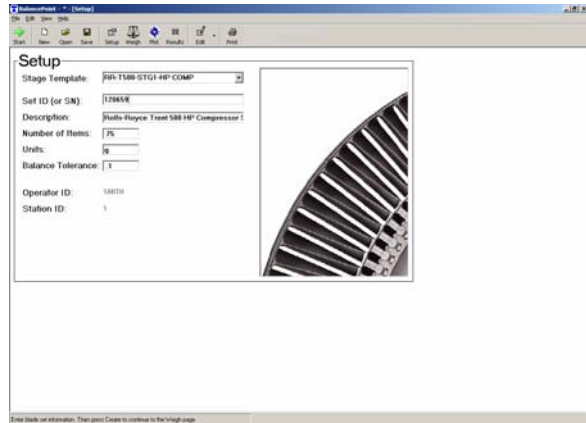 BalancePoint - * - [Setup]
File Edit View Help
Start New Open Save Setup Weigh Plot Results Edit Print
Setup
Stage Template: RR-T500-STG1-HP COMP
Set ID (or SN): 120659
Description: Rolls-Royce Trent 500 HP Compressor
Number of Items: 75
Units: g
Balance Tolerance: .1
Operator ID:
Station ID: 1
Enter blade set information. Then press Create to continue to the Weigh page.